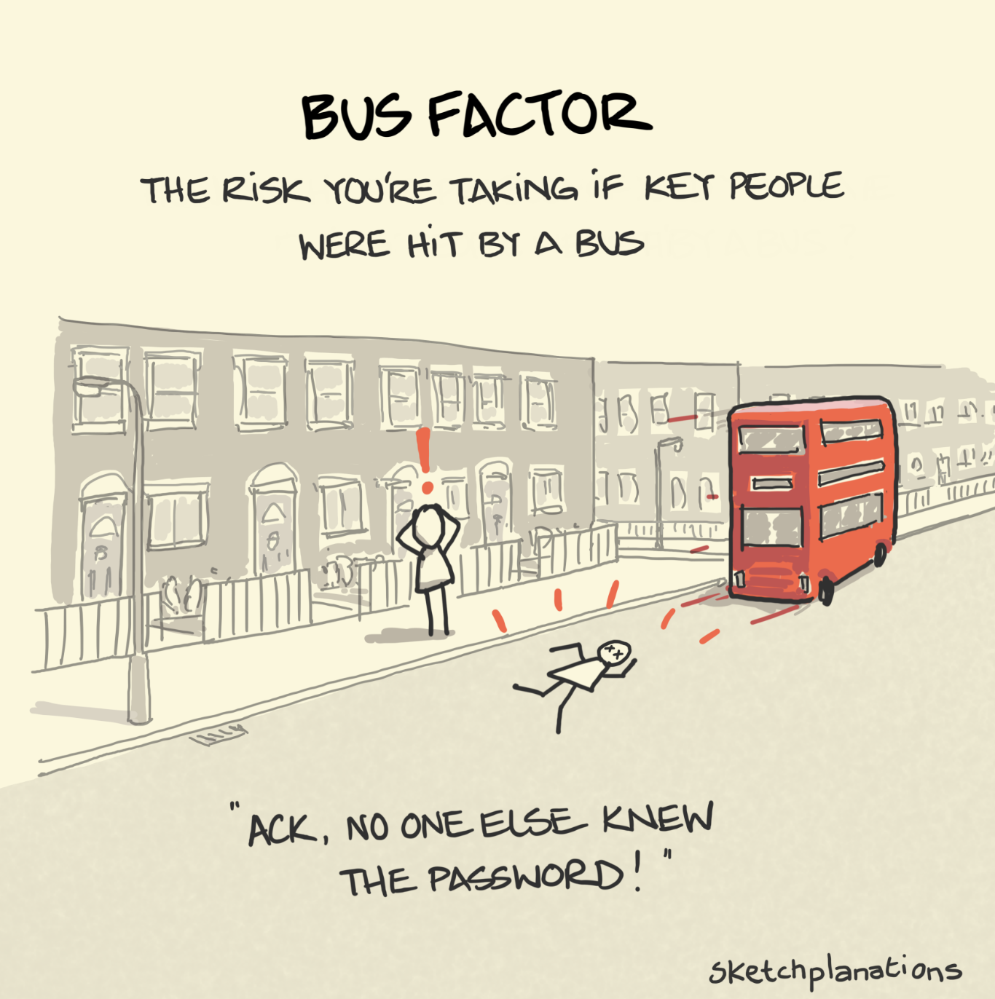 BUS FACTOR
THE RiSK YOU'RE TAKiNG iF KEY PEOPLE
WERE HiT BY A BUS
"ACK, NO ONE ELSE KNEW
THE PASSWORD!"
sketchplanations